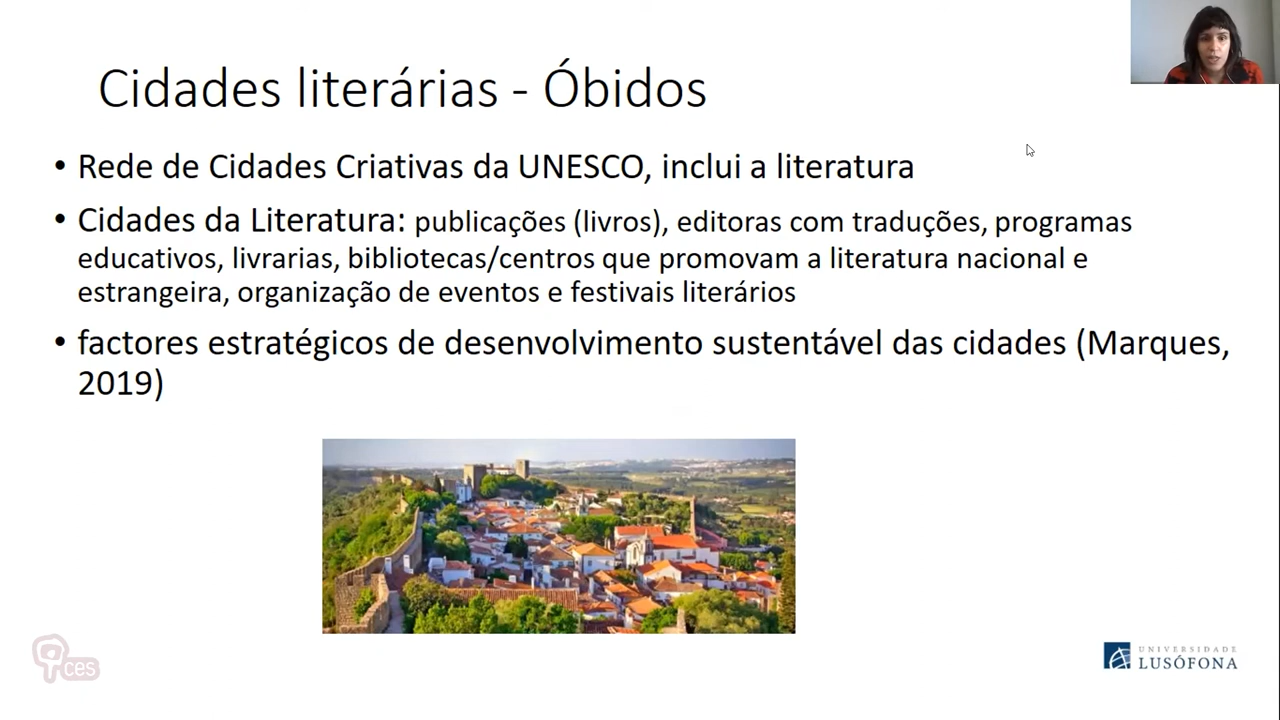 Cidades literárias - Óbidos
• Rede de Cidades Criativas da UNESCO, inclui a literatura
• Cidades da Literatura: publicações (livros), editoras com traduções, programas
educativos, livrarias, bibliotecas/centros que promovam a literatura nacional e
estrangeira, organização de eventos e festivais literários
• factores estratégicos de desenvolvimento sustentável das cidades (Marques,
2019)
ces
UNIVERSIDADE
LUSÓFONA